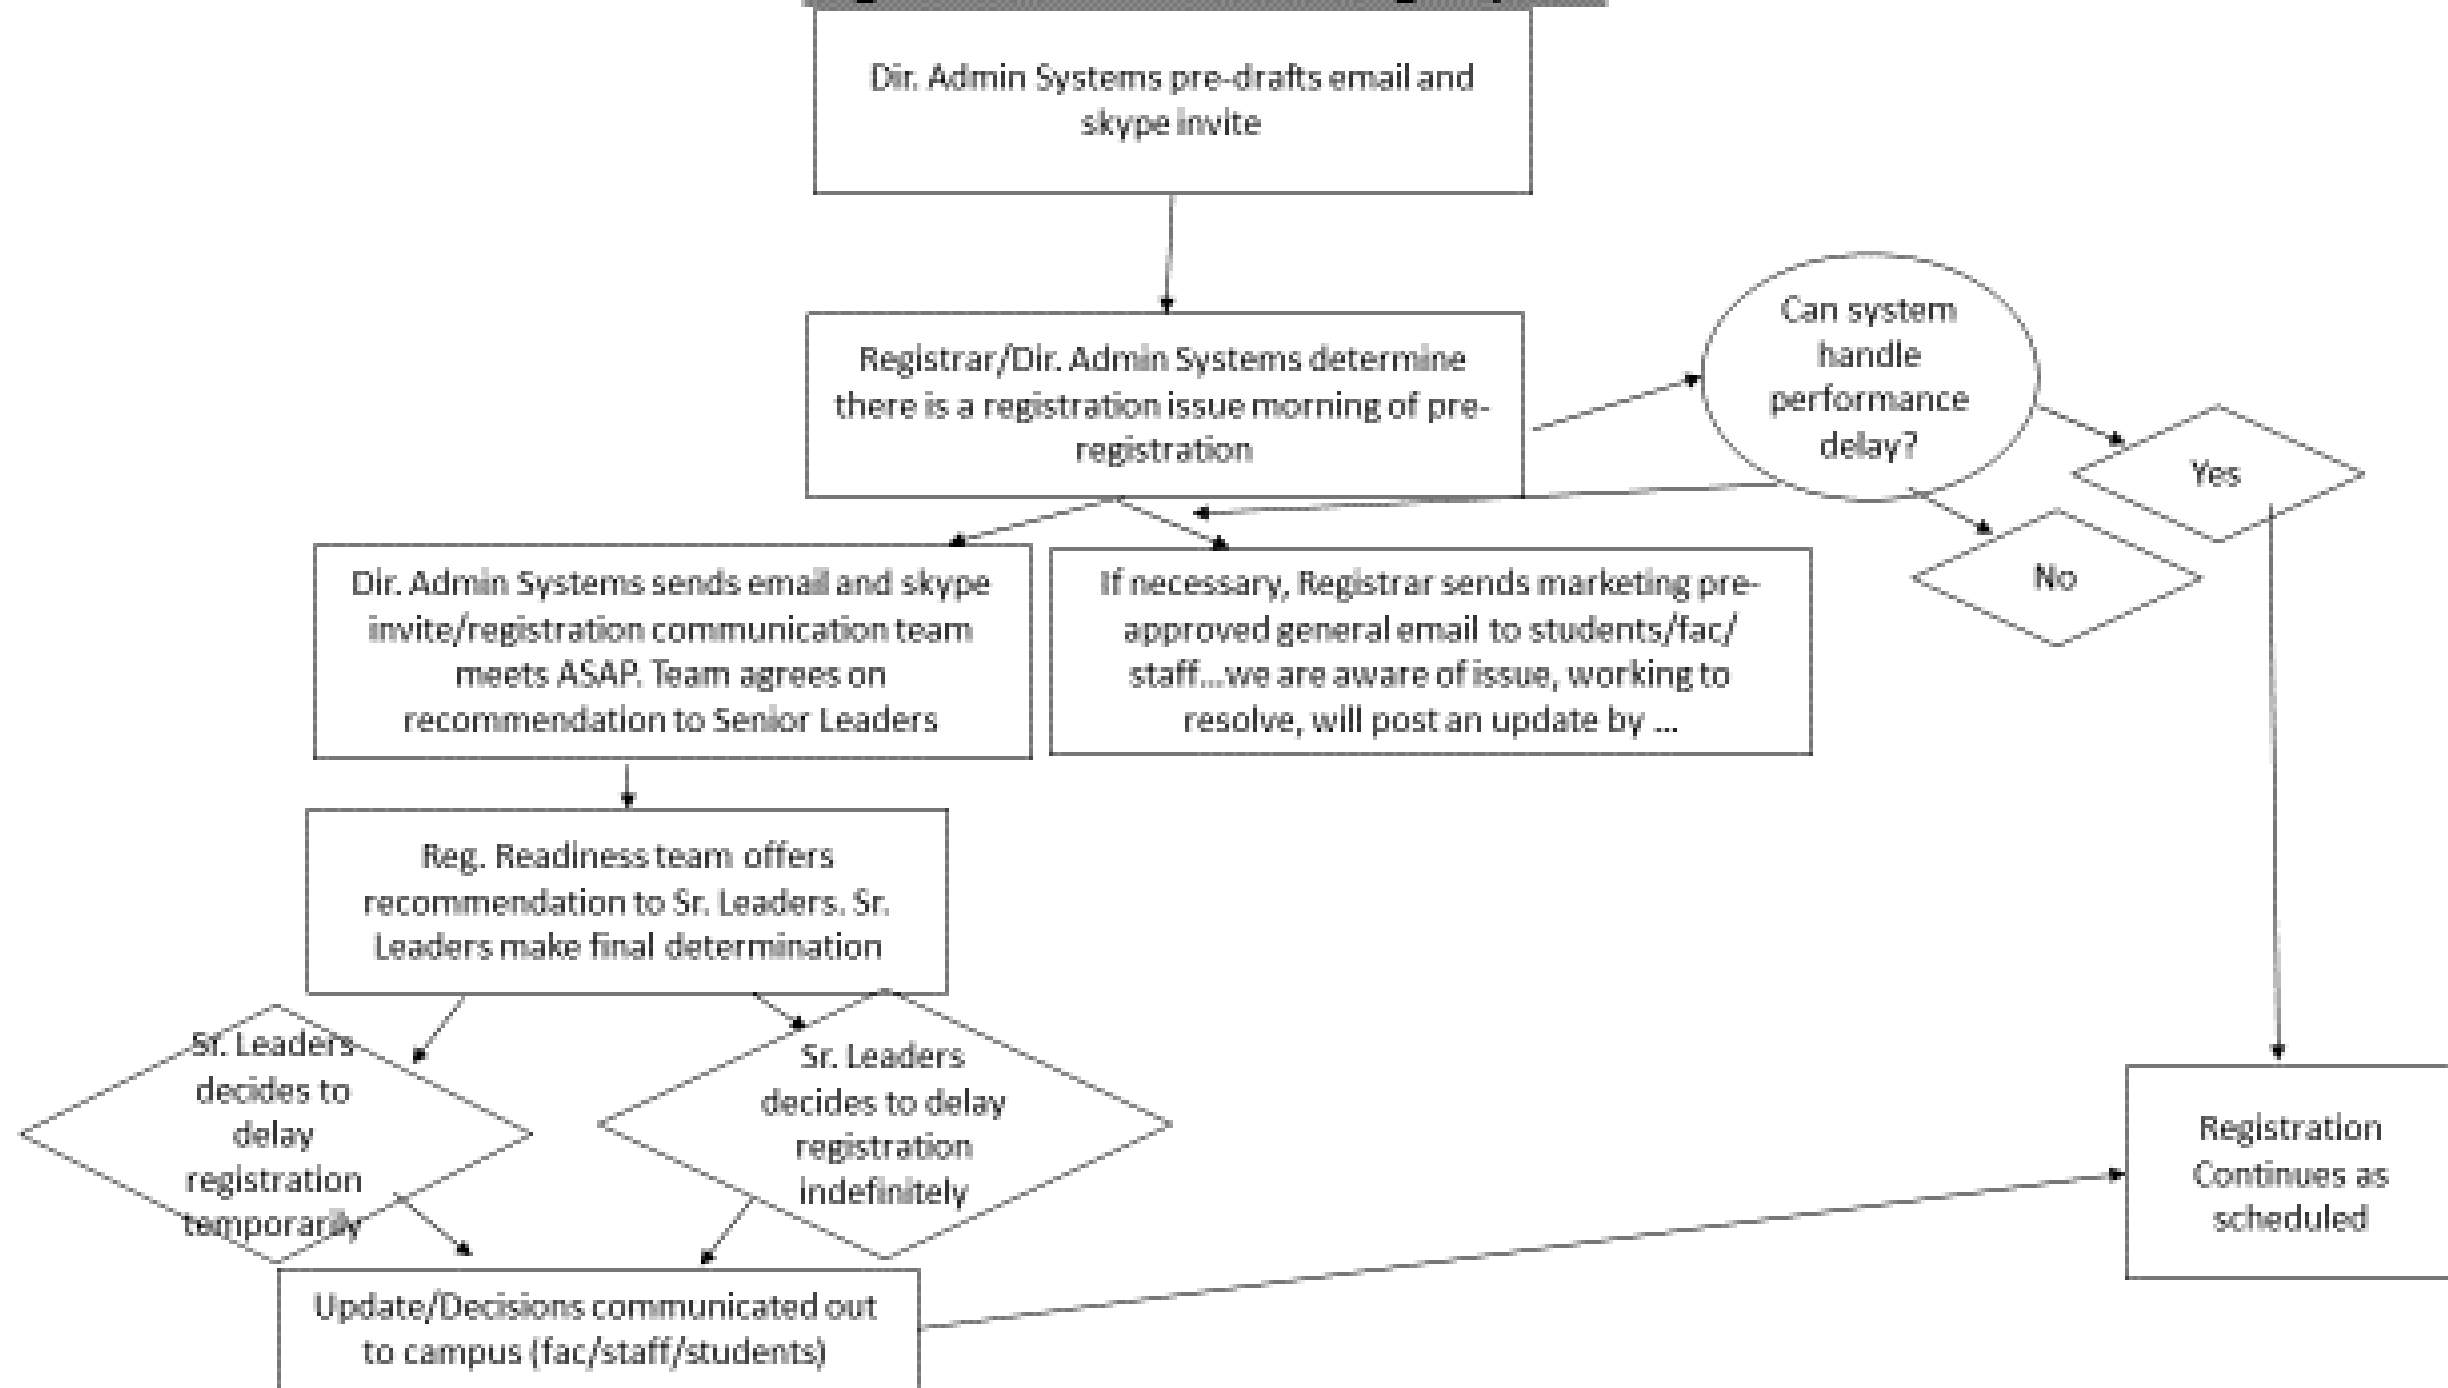 Dir. Admin Systems pre-drafts email and
skype invite
Registrar/Dir. Admin Systems determine
there is a registration issue morning of pre-
registration
Can system
handle
performance
delay?
Yes
No
Dir. Admin Systems sends email and skype
invite/registration communication team
meets ASAP. Team agrees on
recommendation to Senior Leaders
If necessary, Registrar sends marketing pre-
approved general email to students/fac/
staff...we are aware of issue, working to
resolve, will post an update by ...
Reg. Readiness team offers
recommendation to Sr. Leaders. Sr.
Leaders make final determination
Sr. Leaders
decides to
delay
registration
temporarily
Sr. Leaders
decides to delay
registration
indefinitely
Registration
Continues as
scheduled
Update/Decisions communicated out
to campus (fac/staff/students)